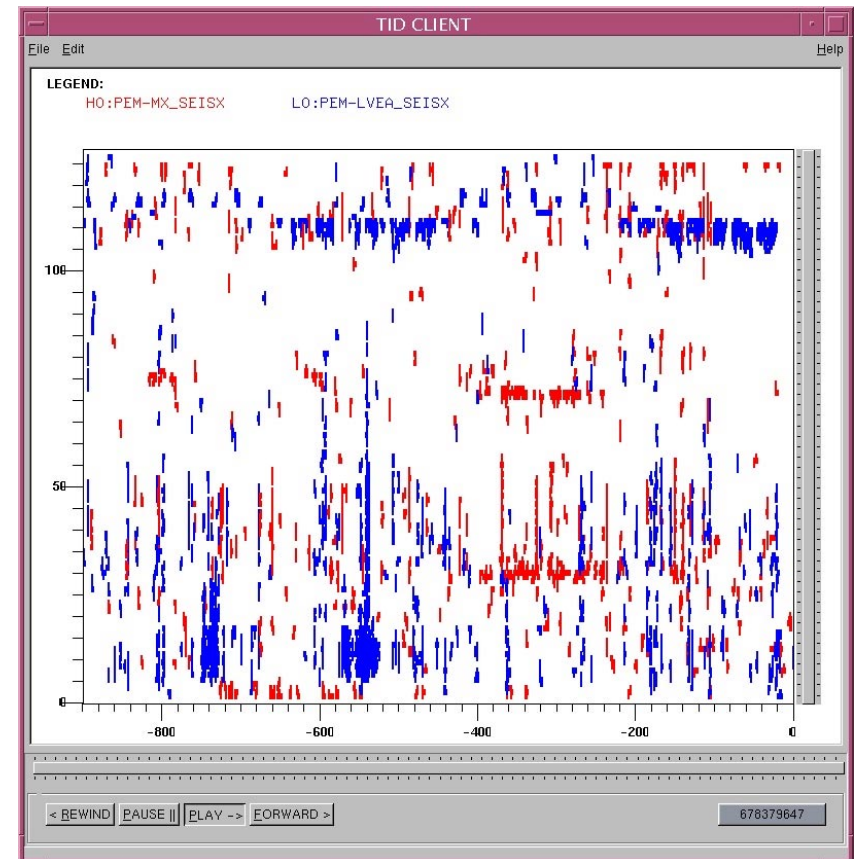 TID CLIENT
File Edit Help
LEGEND:
H0:PEM-MX_SEISX L0:PEM-LVEA_SEISX
100
50
0
-800 -600 -400 -200 0
< REWIND PAUSE || PLAY -> FORWARD > 678379647